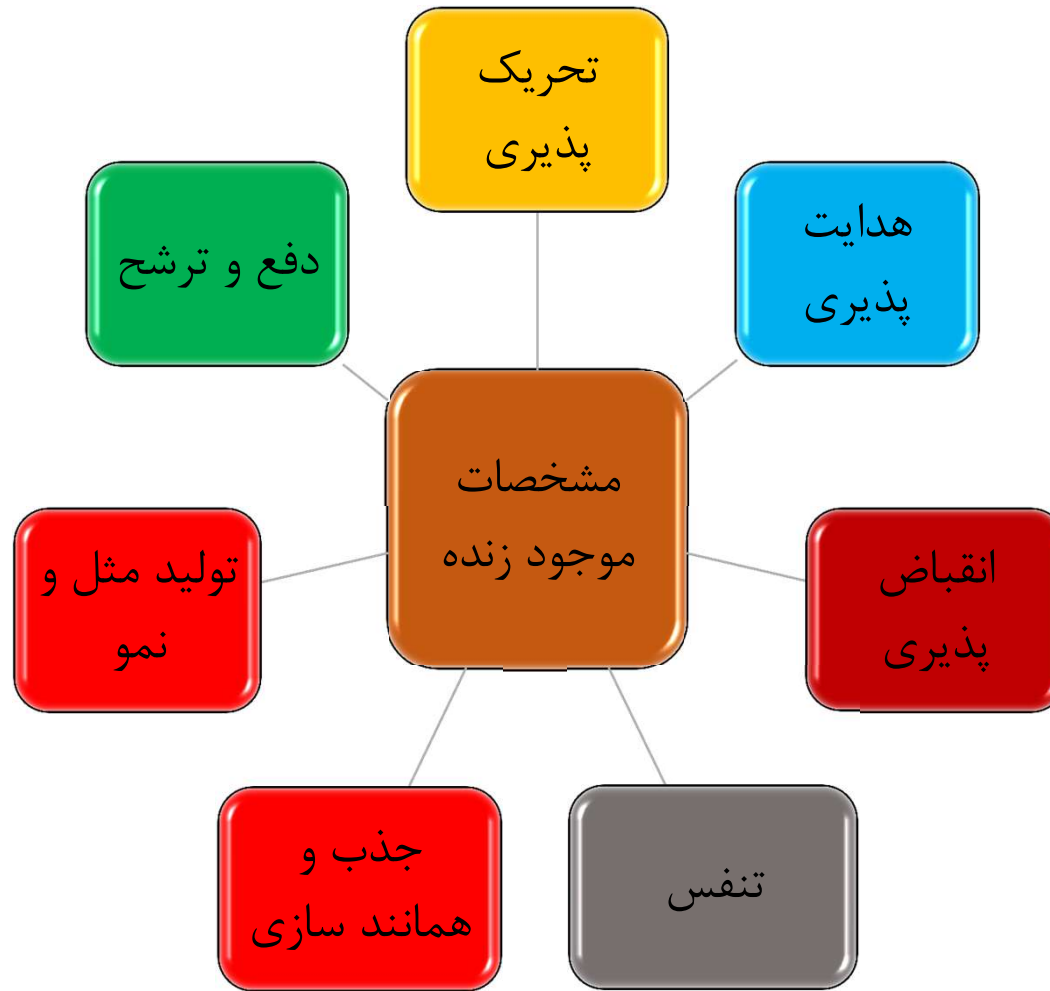 تحریک
پذیری
هدایت
پذیری
انقباض
پذیری
تنفس
جذب و
همانند سازی
تولید مثل و
نمو
دفع و ترشح
مشخصات
موجود زنده